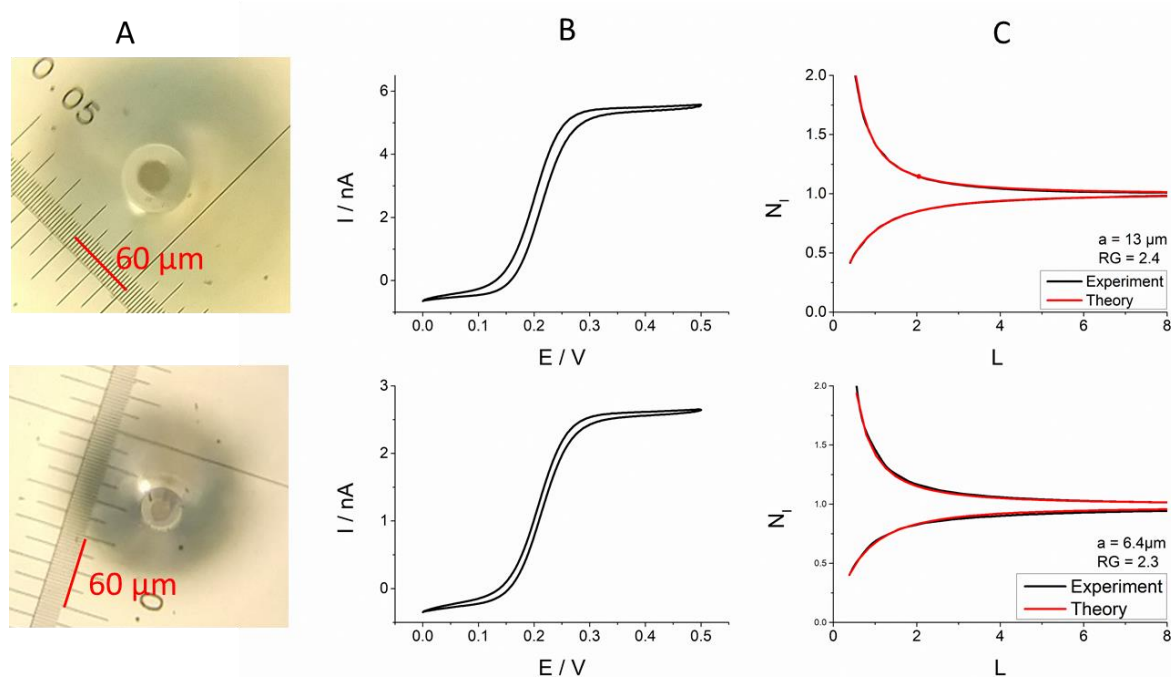 A
B
C
0.05
60 µm
6
4
2
0
I / nA
0.0 0.1 0.2 0.3 0.4 0.5
E / V
2.0
1.5
1.0
0.5
0.0
N_I
a = 13 µm
RG = 2.4
Experiment
Theory
0 2 4 6 8
L
60 µm
0
3
2
1
0
I / nA
0.0 0.1 0.2 0.3 0.4 0.5
E / V
2.0
1.5
1.0
0.5
0.0
N_I
a = 6.4µm
RG = 2.3
Experiment
Theory
0 2 4 6 8
L